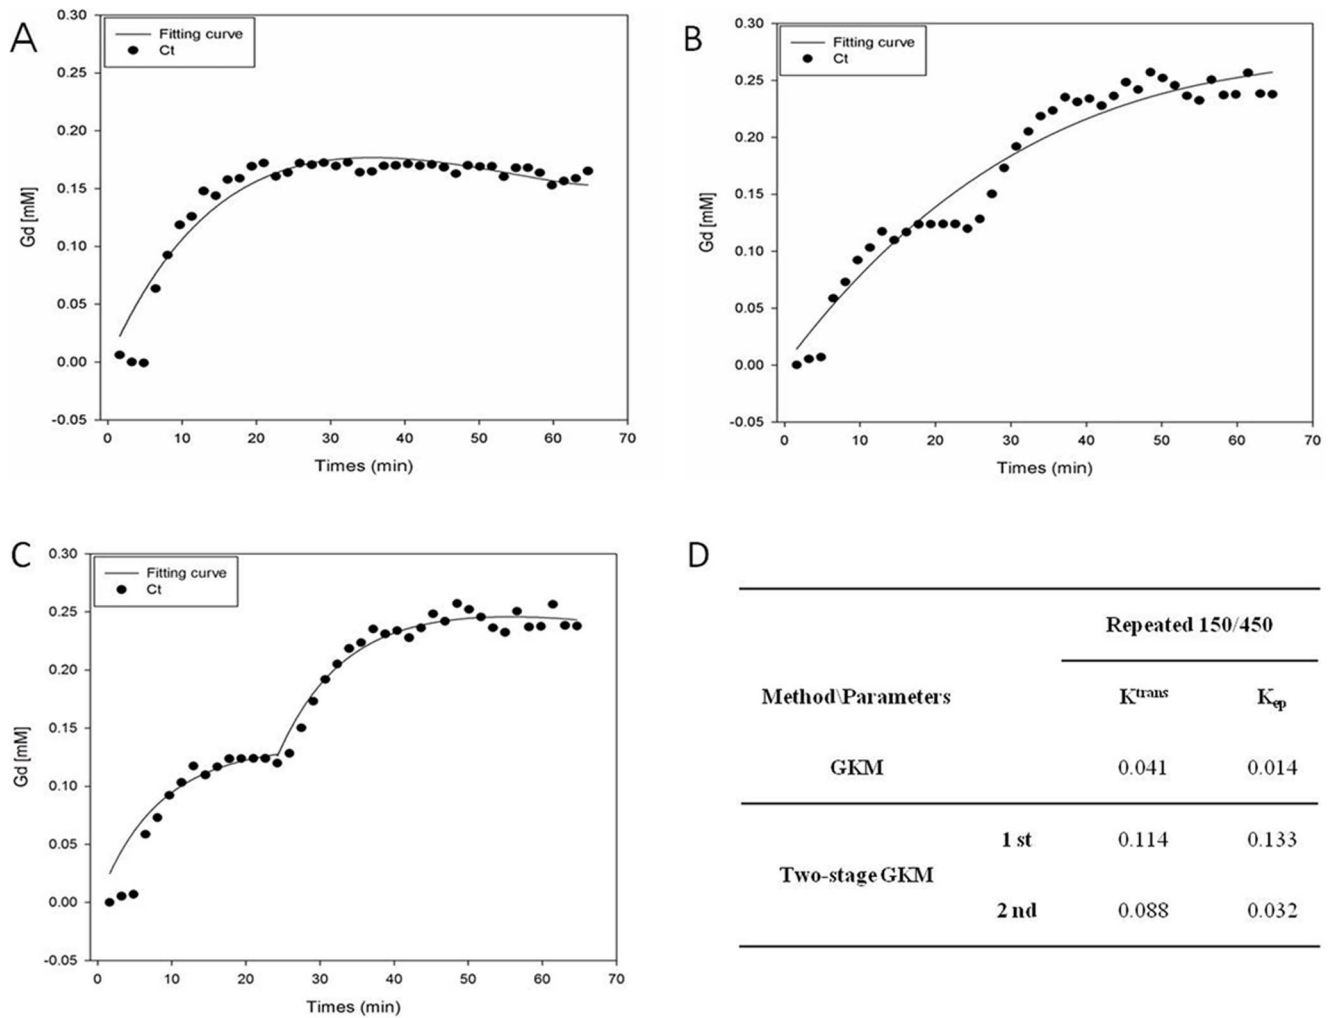 A
0.30
0.25
0.20
0.15
0.10
0.05
0.00
-0.05
Gd [mM]
Fitting curve
Ct
0 10 20 30 40 50 60 70
Times (min)
B
0.30
0.25
0.20
0.15
0.10
0.05
0.00
-0.05
Gd [mM]
Fitting curve
Ct
0 10 20 30 40 50 60 70
Times (min)
C
0.30
0.25
0.20
0.15
0.10
0.05
0.00
-0.05
Gd [mM]
Fitting curve
Ct
0 10 20 30 40 50 60 70
Times (min)
D
Repeated 150/450
Method\Parameters Ktrans Kep
GKM 0.041 0.014
1 st 0.114 0.133
Two-stage GKM
2 nd 0.088 0.032